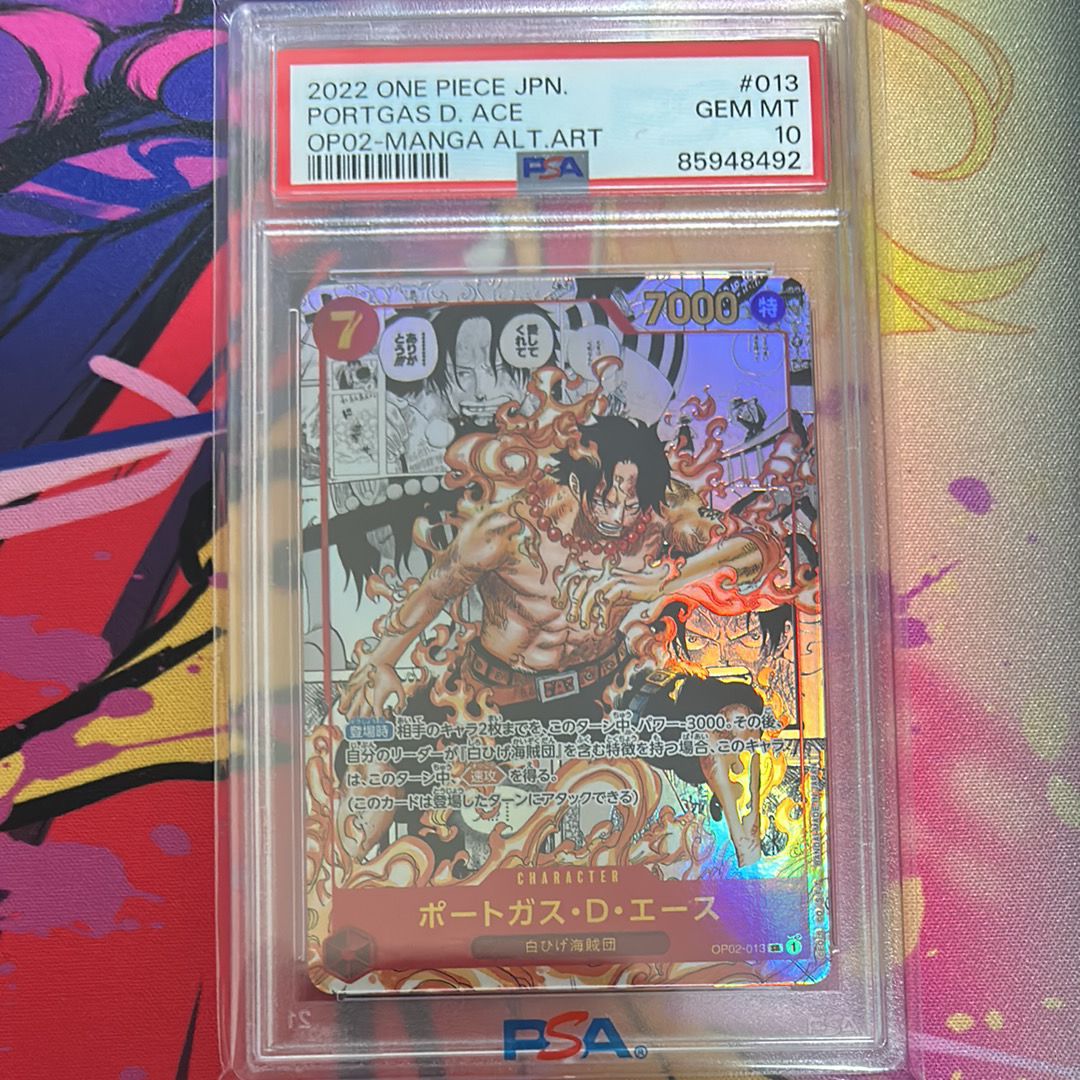 2022 ONE PIECE JPN.
#013
PORTGAS D. ACE
GEM MT
OP02-MANGA ALT.ART
10
PSA
85948492
7
7000
特
愛して
くれて
………
ありが
とう!!!
登場時 相手のキャラ2枚までを、このターン中、パワー-3000。その後、
自分のリーダーが『白ひげ海賊団』を含む特徴を持つ場合、このキャラ
は、このターン中、速攻を得る。
(このカードは登場したターンにアタックできる)
CHARACTER
ポートガス・D・エース
白ひげ海賊団
OP02-013 SR 1
PSA®